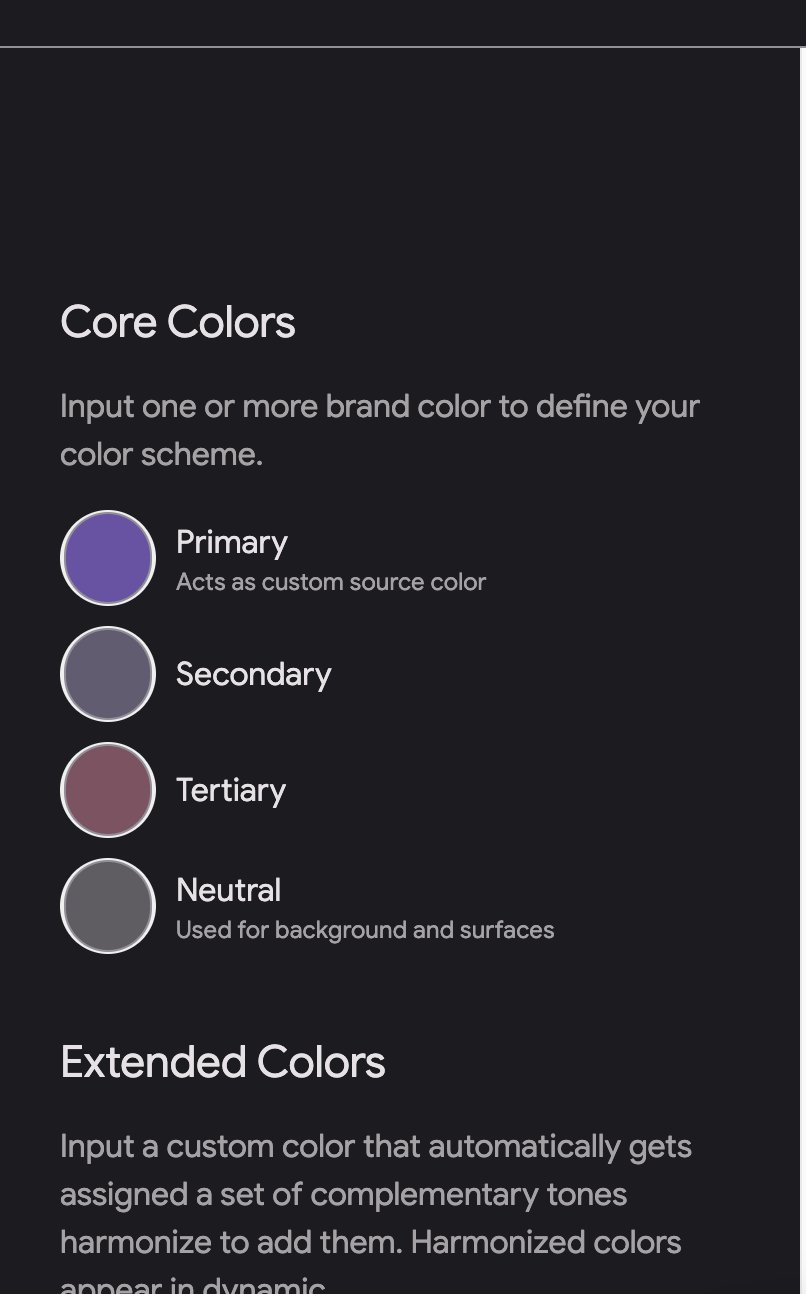 Core Colors
Input one or more brand color to define your
color scheme.
Primary
Acts as custom source color
Secondary
Tertiary
Neutral
Used for background and surfaces
Extended Colors
Input a custom color that automatically gets
assigned a set of complementary tones
harmonize to add them. Harmonized colors
appear in dynamic